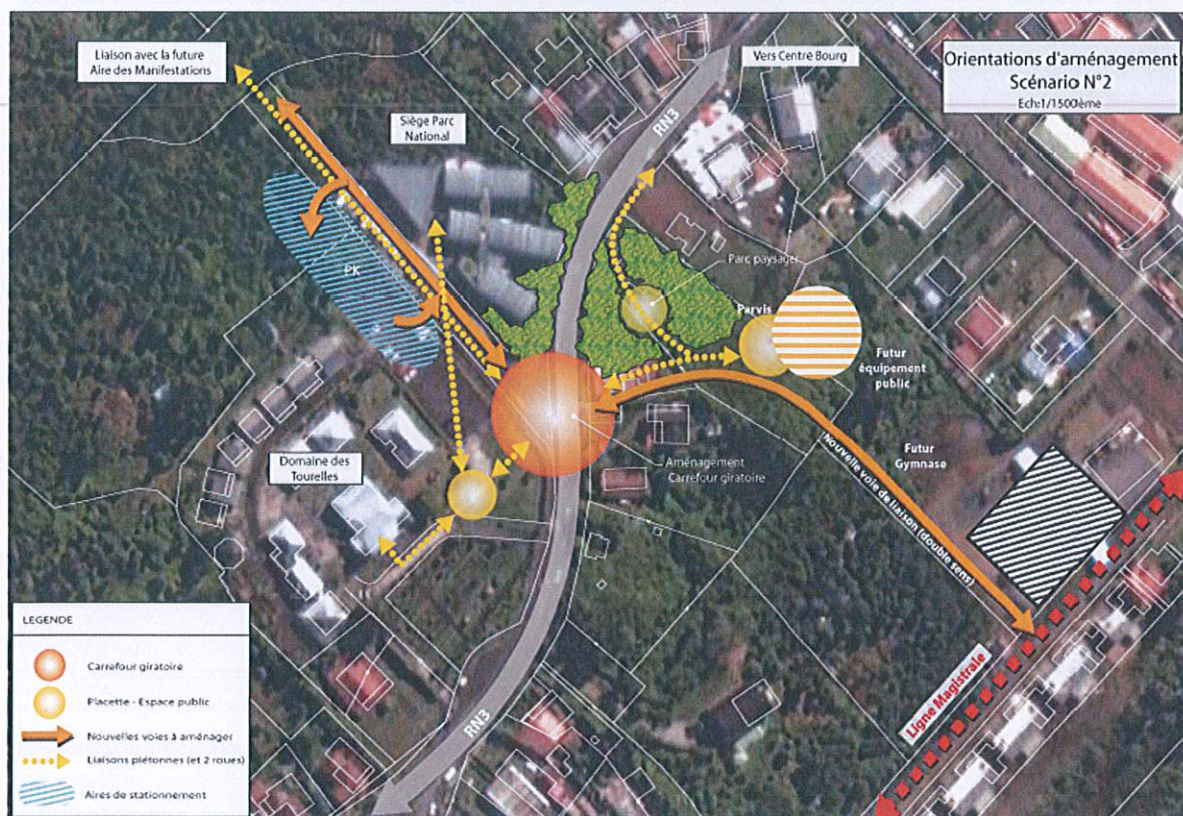 Liaison avec la future
Aire des Manifestations
Vers Centre Bourg
Orientations d'aménagement
Scénario N°2
Ech:1/1500ème
RN3
Siège Parc
National
Parc paysager
PK
Parvis
Futur
équipement
public
Futur
Gymnase
Nouvelle voie de liaison (double sens)
Aménagement
Carrefour giratoire
Domaine des
Tourelles
Ligne Magistrale
RN3
LEGENDE
Carrefour giratoire
Placette - Espace public
Nouvelles voies à aménager
Liaisons piétonnes (et 2 roues)
Aires de stationnement